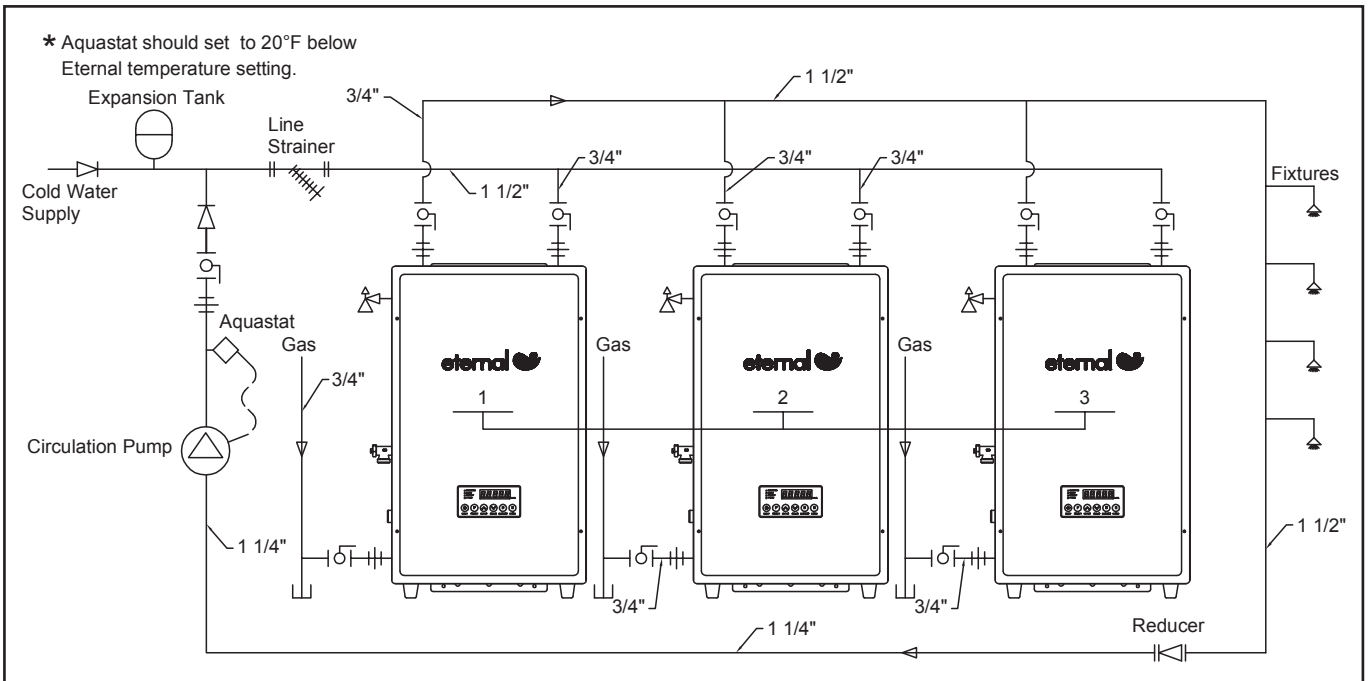 * Aquastat should set to 20°F below
Eternal temperature setting.
Expansion Tank
3/4"
1 1/2"
Line
Strainer
3/4"
3/4"
3/4"
1 1/2"
Cold Water
Supply
Fixtures
Aquastat
Gas
Gas
Gas
eternal
eternal
eternal
3/4"
1
2
3
Circulation Pump
1 1/4"
1 1/2"
3/4"
3/4"
1 1/4"
Reducer